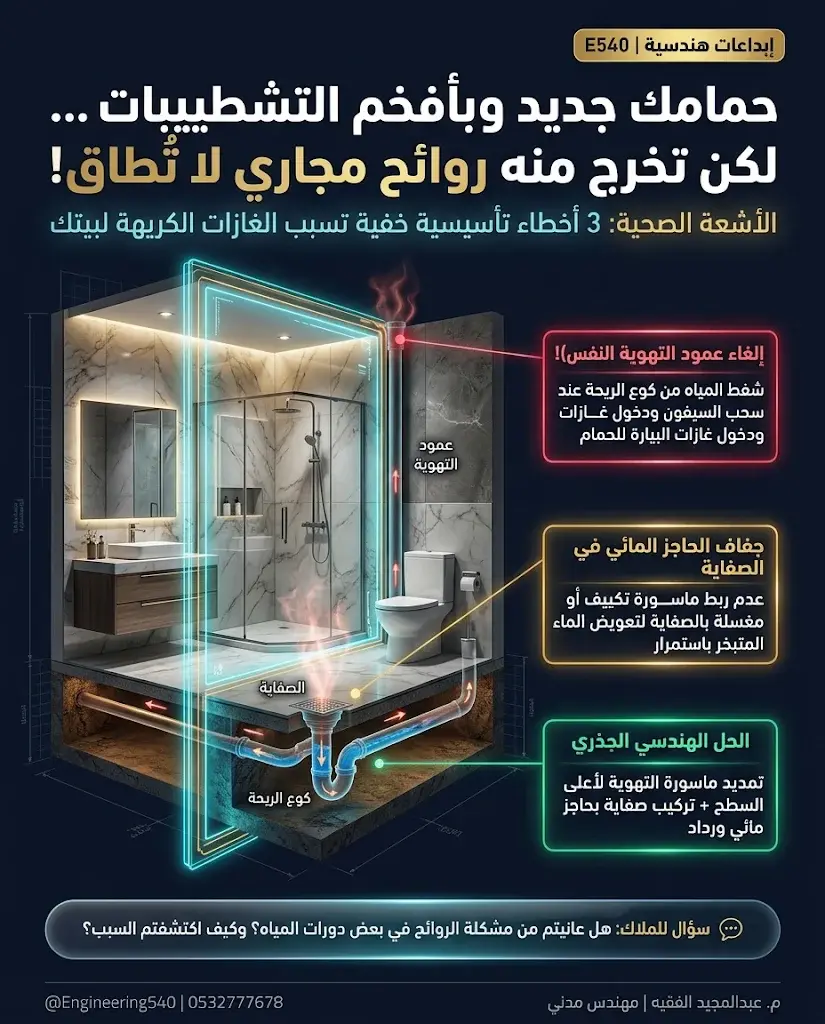 إبداعات هندسية | E540
حمامك جديد وبأفخم التشطييبات ...
لكن تخرج منه روائح مجاري لا تُطاق!
الأشعة الصحية: 3 أخطاء تأسيسية خفية تسبب الغازات الكريهة لبيتك
إلغاء عمود التهوية النفس)!
شفط المياه من كوع الريحة عند
سحب السيفون ودخول غـازات
ودخول غازات البيارة للحمام
عمود
التهوية
جفاف الحاجز المائي في
الصفاية
عدم ربط ماسـورة تكييف أو
مغسلة بالصفاية لتعويض الماء
المتبخر باستمرار
الصفاية
كوع الريحة
الحل الهندسي الجذري
تمديد ماسورة التهوية لأعلى
السطح + تركيب صفاية بحاجز
مائي ورداد
سؤال للملاك: هل عانيتم من مشكلة الروائح في بعض دورات المياه؟ وكيف اكتشفتم السبب؟
م. عبدالمجيد الفقيه | مهندس مدني
@Engineering540 | 0532777678